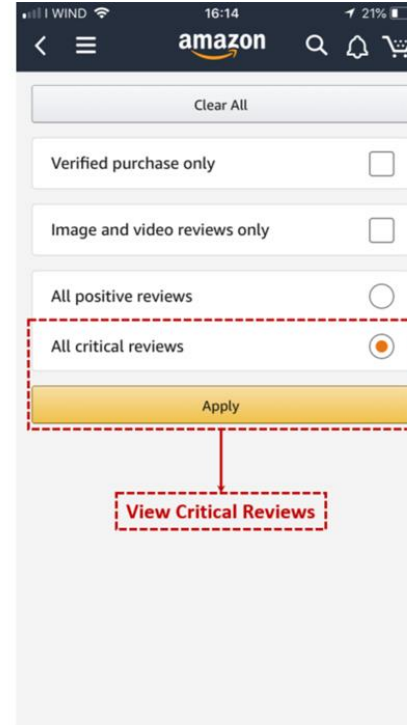 I WIND 16:14 21%
amazon
Clear All
Verified purchase only
Image and video reviews only
All positive reviews
All critical reviews
Apply
View Critical Reviews